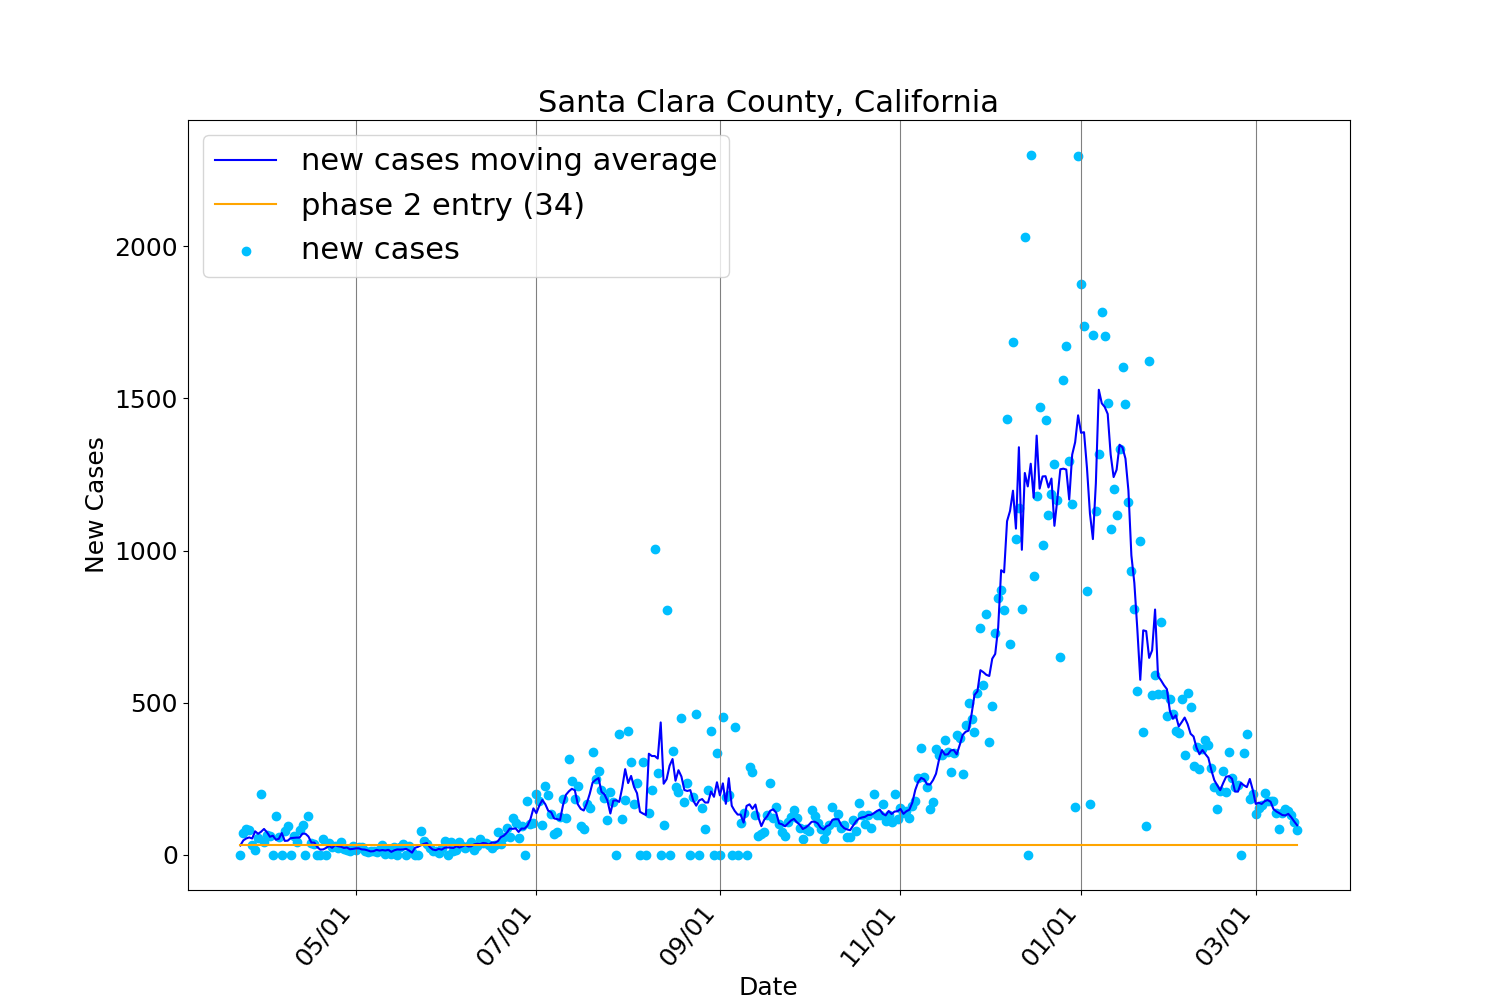 Santa Clara County, California
new cases moving average
phase 2 entry (34)
new cases
2000
1500
1000
500
0
New Cases
05/01
07/01
09/01
11/01
01/01
03/01
Date